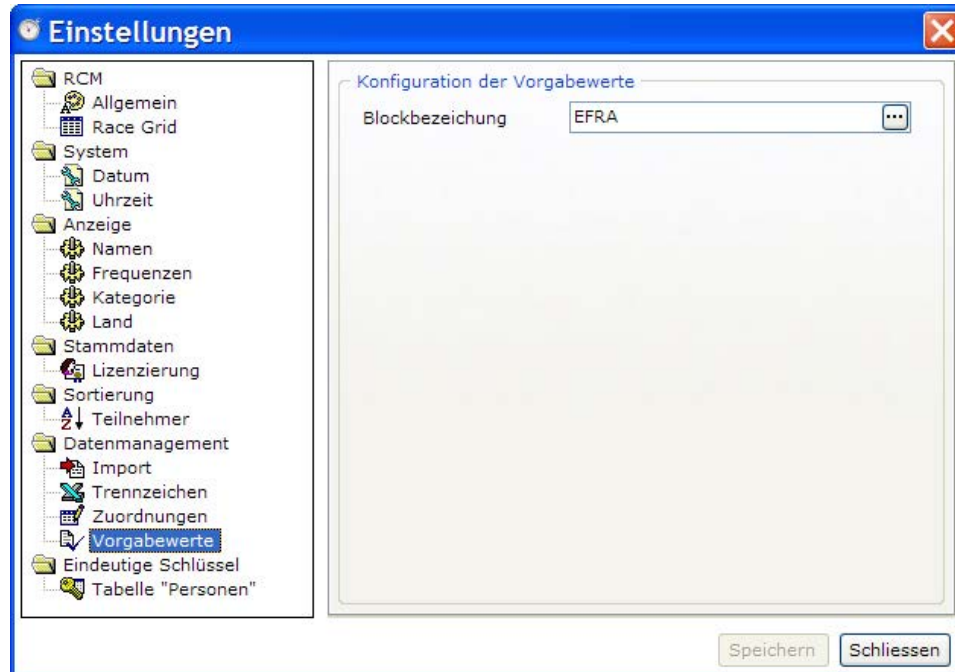 Einstellungen
RCM
Allgemein
Race Grid
System
Datum
Uhrzeit
Anzeige
Namen
Frequenzen
Kategorie
Land
Stammdaten
Lizenzierung
Sortierung
Teilnehmer
Datenmanagement
Import
Trennzeichen
Zuordnungen
Vorgabewerte
Eindeutige Schlüssel
Tabelle "Personen"
Konfiguration der Vorgabewerte
Blockbezeichung EFRA ...
Speichern Schliessen